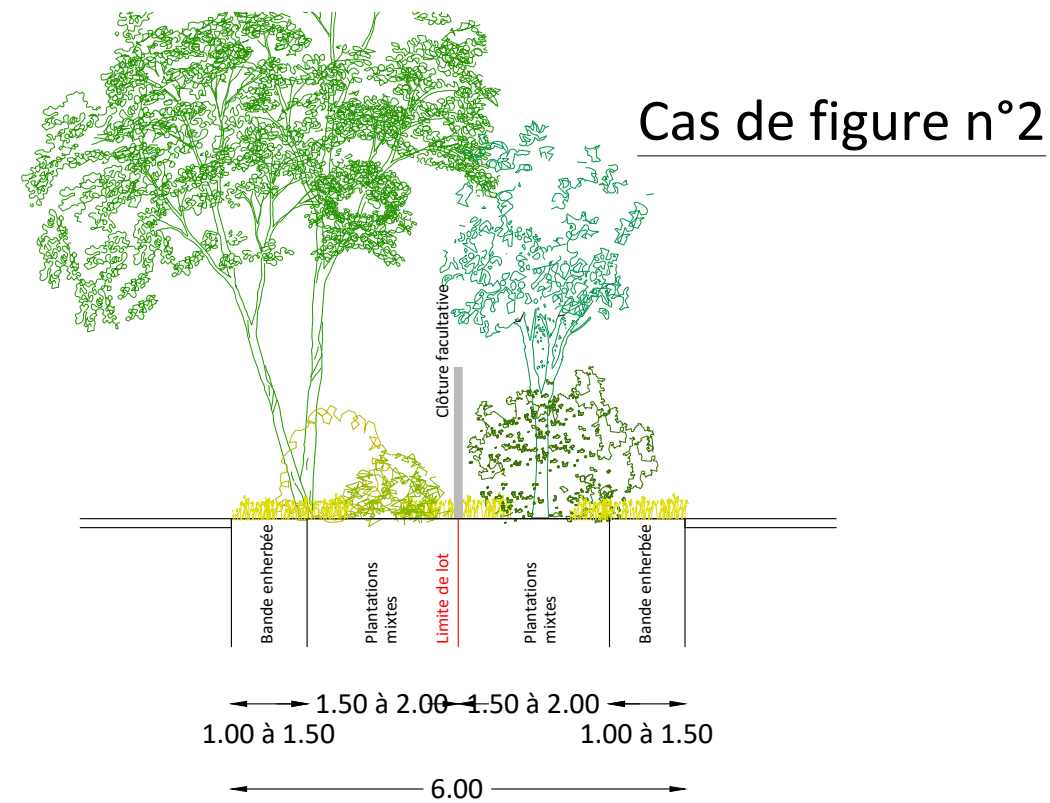 Cas de figure n°2
Clôture facultative
Bande enherbée
Plantations
mixtes
Limite de lot
Plantations
mixtes
Bande enherbée
1.50 à 2.00
1.50 à 2.00
1.00 à 1.50
1.00 à 1.50
6.00